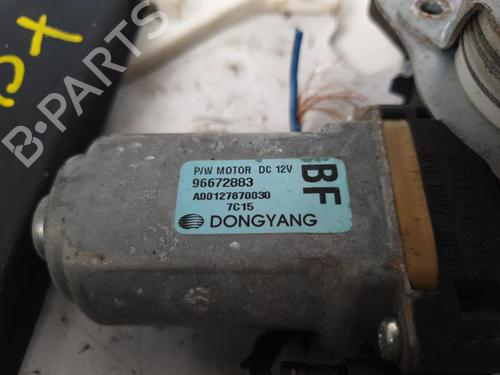 P/W MOTOR DC 12V
96672883
A00127870030
7C15
DONGYANG
BF
B-PARTS